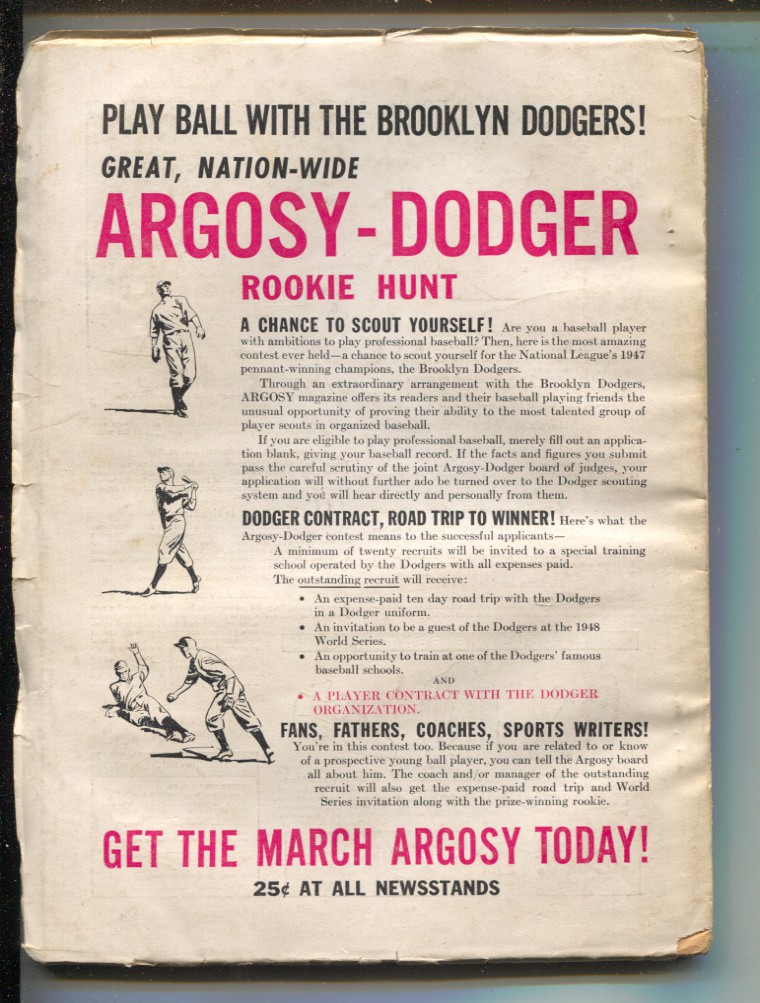 PLAY BALL WITH THE BROOKLYN DODGERS!
GREAT, NATION-WIDE
ARGOSY-DODGER
ROOKIE HUNT
A CHANCE TO SCOUT YOURSELF! Are you a baseball player
with ambitions to play professional baseball? Then, here is the most amazing
contest ever held—a chance to scout yourself for the National League's 1947
pennant-winning champions, the Brooklyn Dodgers.
Through an extraordinary arrangement with the Brooklyn Dodgers,
ARGOSY magazine offers its readers and their baseball playing friends the
unusual opportunity of proving their ability to the most talented group of
player scouts in organized baseball.
If you are eligible to play professional baseball, merely fill out an applica-
tion blank, giving your baseball record. If the facts and figures you submit
pass the careful scrutiny of the joint Argosy-Dodger board of judges, your
application will without further ado be turned over to the Dodger scouting
system and you will hear directly and personally from them.
DODGER CONTRACT, ROAD TRIP TO WINNER! Here's what the
Argosy-Dodger contest means to the successful applicants—
A minimum of twenty recruits will be invited to a special training
school operated by the Dodgers with all expenses paid.
The outstanding recruit will receive:
• An expense-paid ten day road trip with the Dodgers
in a Dodger uniform.
• An invitation to be a guest of the Dodgers at the 1948
World Series.
• An opportunity to train at one of the Dodgers' famous
baseball schools.
AND
• A PLAYER CONTRACT WITH THE DODGER
ORGANIZATION.
FANS, FATHERS, COACHES, SPORTS WRITERS!
You're in this contest too. Because if you are related to or know
of a prospective young ball player, you can tell the Argosy board
all about him. The coach and/or manager of the outstanding
recruit will also get the expense-paid road trip and World
Series invitation along with the prize-winning rookie.
GET THE MARCH ARGOSY TODAY!
25¢ AT ALL NEWSSTANDS